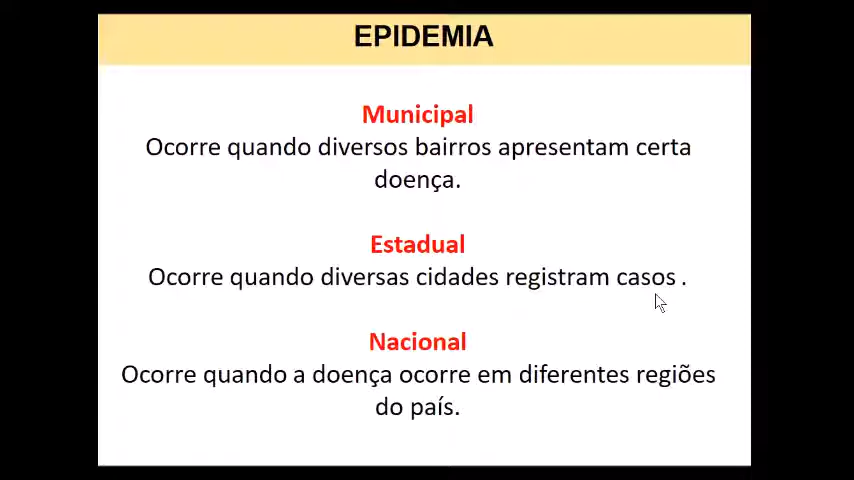 EPIDEMIA
Municipal
Ocorre quando diversos bairros apresentam certa
doença.
Estadual
Ocorre quando diversas cidades registram casos .
Nacional
Ocorre quando a doença ocorre em diferentes regiões
do país.